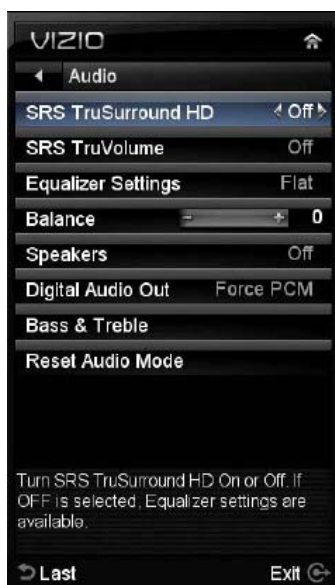 VIZIO
Audio
SRS TruSurround HD Off
SRS TruVolume Off
Equalizer Settings Flat
Balance - + 0
Speakers Off
Digital Audio Out Force PCM
Bass & Treble
Reset Audio Mode
Turn SRS TruSurround HD On or Off. If
OFF is selected, Equalizer settings are
available.
Last Exit